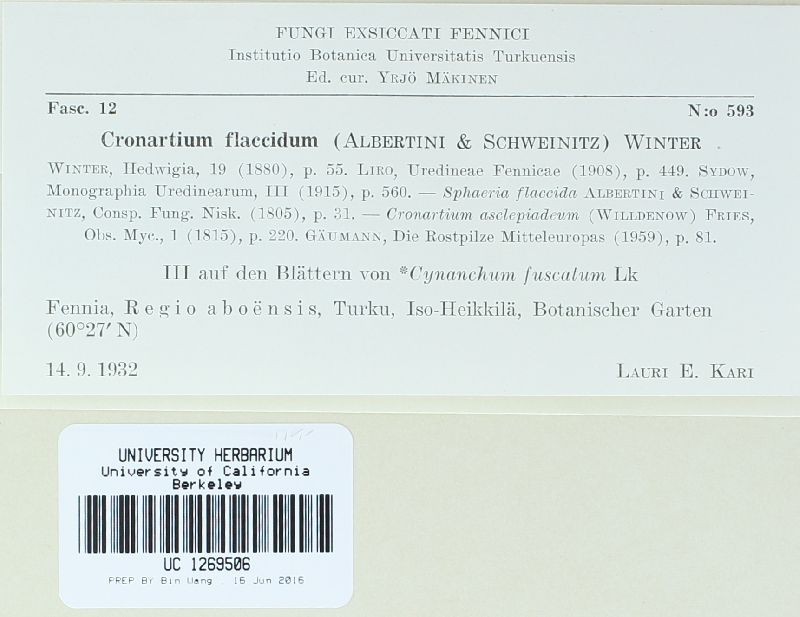 FUNGI EXSICCATI FENNICI
Institutio Botanica Universitatis Turkuensis
Ed. cur. YRJÖ MÄKINEN
Fasc. 12 N:o 593
Cronartium flaccidum (ALBERTINI & SCHWEINITZ) WINTER
WINTER, Hedwigia, 19 (1880), p. 55. LIRO, Uredineae Fennicae (1908), p. 449. SYDOW,
Monographia Uredinearum, III (1915), p. 560. — Sphaeria flaccida ALBERTINI & SCHWEI-
NITZ, Consp. Fung. Nisk. (1805), p. 31. — Cronartium asclepiadeum (WILLDENOW) FRIES,
Obs. Myc., 1 (1815), p. 220. GÄUMANN, Die Rostpilze Mitteleuropas (1959), p. 81.
III auf den Blättern von *Cynanchum fuscatum Lk
Fennia, Regio aboënsis, Turku, Iso-Heikkilä, Botanischer Garten
(60°27′ N)
14. 9. 1932 LAURI E. KARI
UNIVERSITY HERBARIUM
University of California
Berkeley
UC 1269506
PREP BY Bin Wang 16 Jun 2016